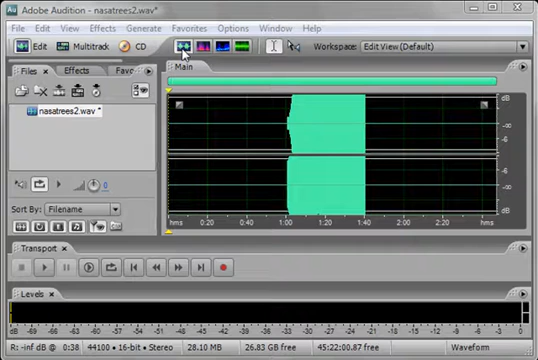 Au Adobe Audition - nasatrees2.wav*
File Edit View Effects Generate Favorites Options Window Help
Edit Multitrack CD Workspace: Edit View (Default)
Files × Effects Favo Main
nasatrees2.wav *
dB
-∞
-6
dB
-6
-∞
-6
dB
hms 0:20 0:40 1:00 1:20 1:40 2:00 2:20 hms
0
Sort By: Filename
Transport ×
Levels ×
dB -69 -66 -63 -60 -57 -54 -51 -48 -45 -42 -39 -36 -33 -30 -27 -24 -21 -18 -15 -12 -9 -6 -3 0
R: -inf dB @ 0:38 44100 • 16-bit • Stereo 28.10 MB 26.83 GB free 45:22:00.87 free Waveform